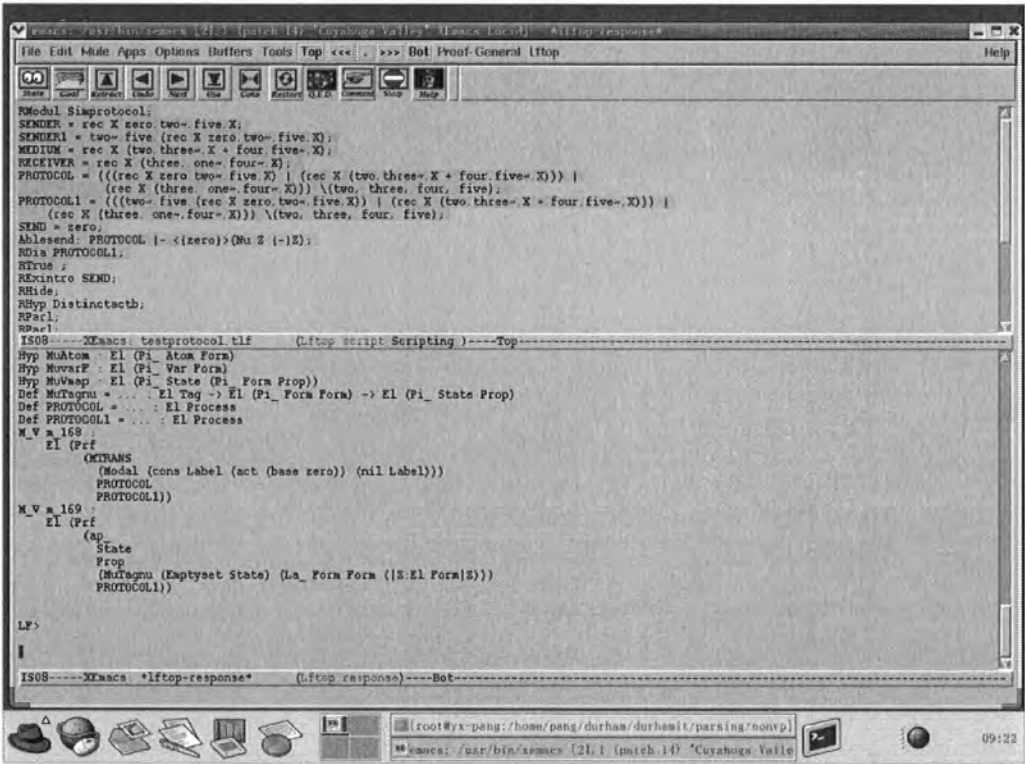 emacs: /usr/bin/xemacs [21.1 (patch 14) "Cuyahoga Valley" XEmacs Lucid] *lftop-response*
File Edit Mule Apps Options Buffers Tools Top <<< . >>> Bot Proof-General Lftop Help
State Goal Retract Undo Next Use Goto Restart Q.E.D. Command Stop Help
RModul Simprotocol;
SENDER = rec X zero.two~.five.X;
SENDER1 = two~.five.(rec X zero.two~.five.X);
MEDIUM = rec X (two.three~.X + four.five~.X);
RECEIVER = rec X (three. one~.four~.X);
PROTOCOL = (((rec X zero.two~.five.X) | (rec X (two.three~.X + four.five~.X))) |
(rec X (three. one~.four~.X))) \(two, three, four, five);
PROTOCOL1 = (((two~.five.(rec X zero.two~.five.X)) | (rec X (two.three~.X + four.five~.X))) |
(rec X (three. one~.four~.X))) \(two, three, four, five);
SEND = zero;
Ablesend: PROTOCOL |- <{zero}>(Nu Z {-}Z);
RDia PROTOCOL1;
RTrue ;
RExintro SEND;
RHide;
RHyp Distinctactb;
RParl;
RParl;
ISO8-----XEmacs: testprotocol.tlf (Lftop script Scripting )----Top
Hyp MuAtom : El (Pi_ Atom Form)
Hyp MuvarF : El (Pi_ Var Form)
Hyp MuVmap : El (Pi_ State (Pi_ Form Prop))
Def MuTagnu = ... : El Tag -> El (Pi_ Form Form) -> El (Pi_ State Prop)
Def PROTOCOL = ... : El Process
Def PROTOCOL1 = ... : El Process
M_V m_168 :
El (Prf
(MTRANS
(Modal (cons Label (act (base zero)) (nil Label)))
PROTOCOL
PROTOCOL1))
M_V m_169 :
El (Prf
(ap_
State
Prop
(MuTagnu (Emptyset State) (La_ Form Form ([Z:El Form]Z)))
PROTOCOL1))
LF>
ISO8-----XEmacs: *lftop-response* (Lftop response)----Bot
[root@yx-pang:/home/pang/durham/durhamit/parsing/nonvp]
emacs: /usr/bin/xemacs [21.1 (patch 14) "Cuyahoga Valle
09:22